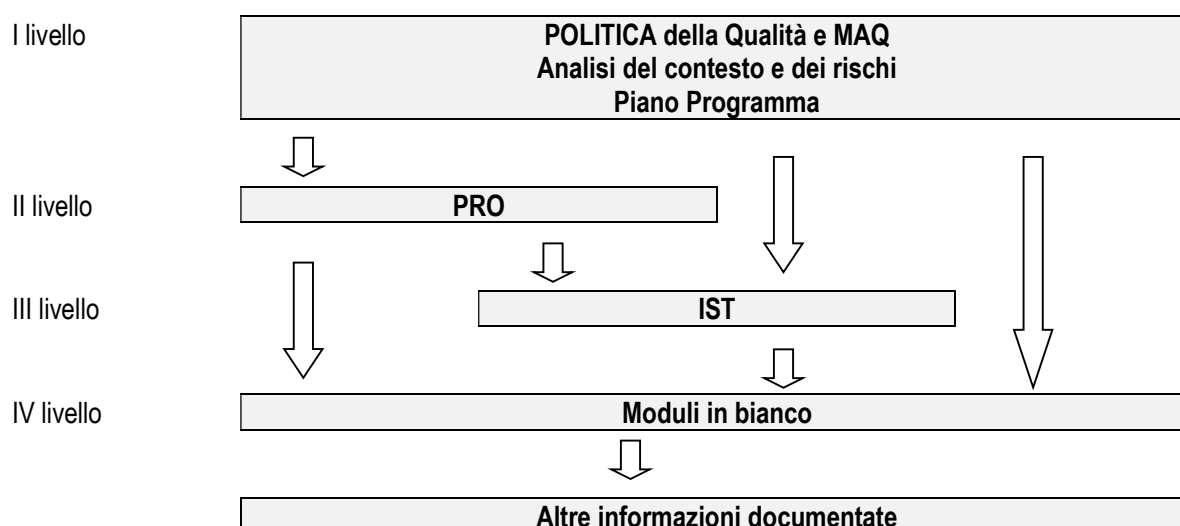 I livello
POLITICA della Qualità e MAQ
Analisi del contesto e dei rischi
Piano Programma
II livello
PRO
III livello
IST
IV livello
Moduli in bianco
Altre informazioni documentate